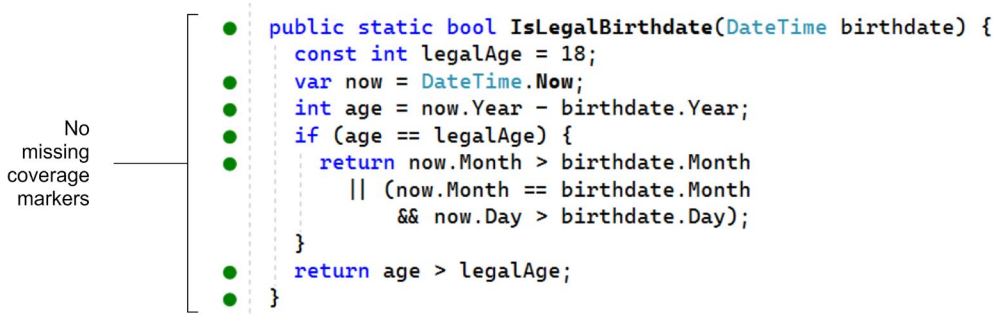 No
missing
coverage
markers
public static bool IsLegalBirthdate(DateTime birthdate) {
const int legalAge = 18;
var now = DateTime.Now;
int age = now.Year - birthdate.Year;
if (age == legalAge) {
return now.Month > birthdate.Month
|| (now.Month == birthdate.Month
&& now.Day > birthdate.Day);
}
return age > legalAge;
}